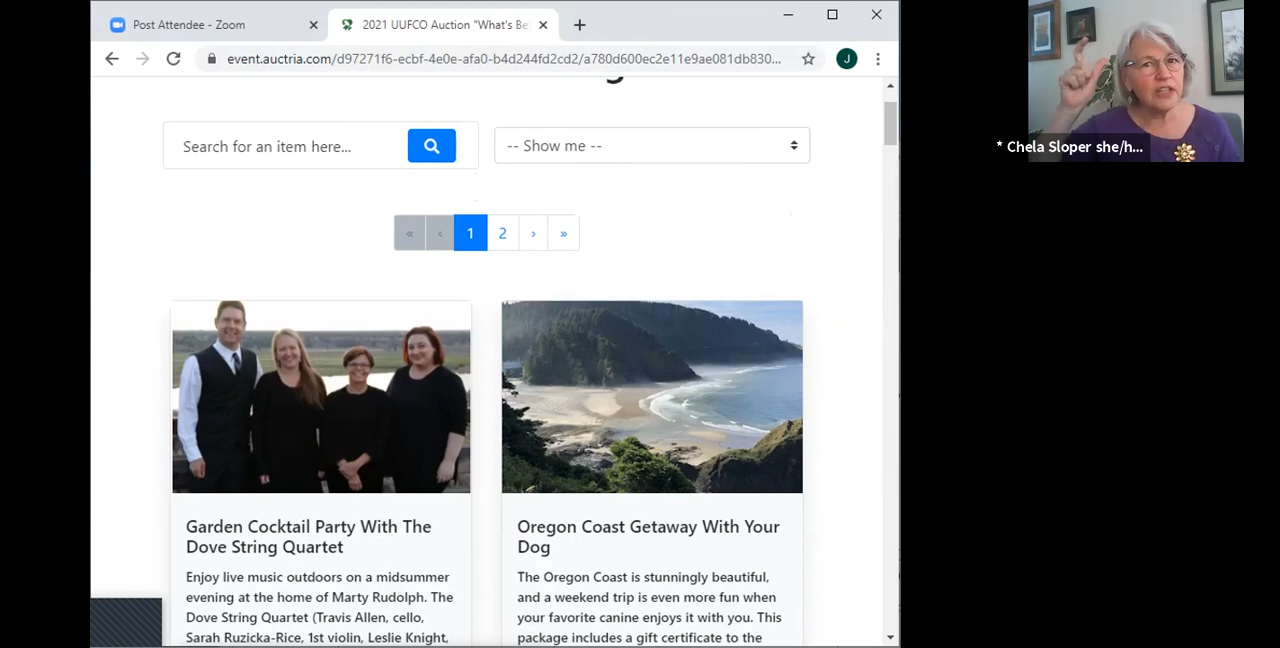 Post Attendee - Zoom
2021 UUFCO Auction "What's Be
event.auctria.com/d97271f6-ecbf-4e0e-afa0-b4d244fd2cd2/a780d600ec2e11e9ae081db830...
J
Search for an item here...
-- Show me --
« ‹ 1 2 › »
* Chela Sloper she/h...
Garden Cocktail Party With The
Dove String Quartet
Enjoy live music outdoors on a midsummer
evening at the home of Marty Rudolph. The
Dove String Quartet (Travis Allen, cello,
Sarah Ruzicka-Rice, 1st violin, Leslie Knight,
Oregon Coast Getaway With Your
Dog
The Oregon Coast is stunningly beautiful,
and a weekend trip is even more fun when
your favorite canine enjoys it with you. This
package includes a gift certificate to the